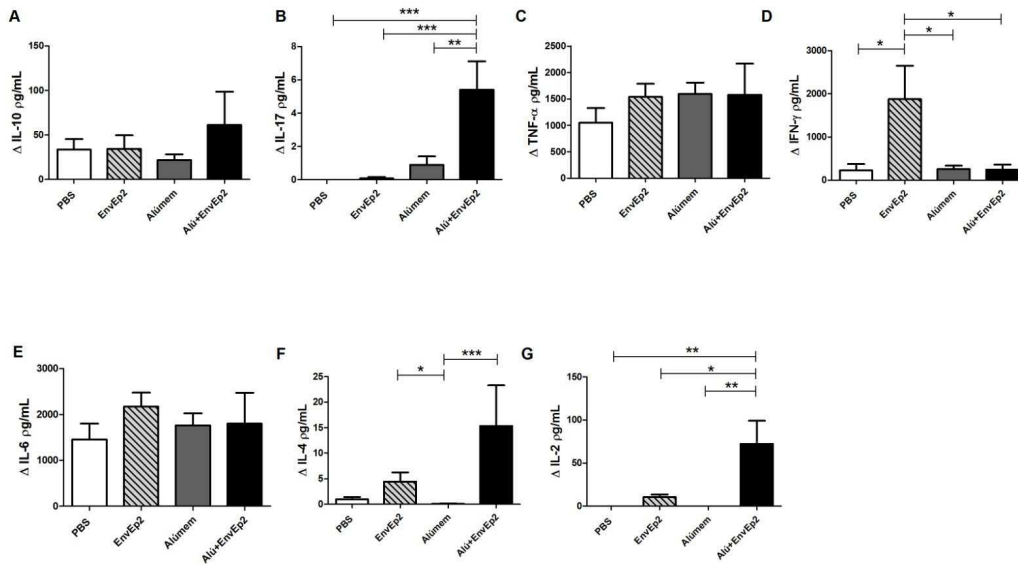 A
Δ IL-10 ρg/mL
150
100
50
0
PBS
EnvEp2
Alúmem
Alú+EnvEp2
B
***
***
**
Δ IL-17 ρg/mL
8
6
4
2
0
PBS
EnvEp2
Alúmem
Alú+EnvEp2
C
Δ TNF-α ρg/mL
2500
2000
1500
1000
500
0
PBS
EnvEp2
Alúmem
Alú+EnvEp2
D
*
*
*
Δ IFN-γ ρg/mL
3000
2000
1000
0
PBS
EnvEp2
Alúmem
Alú+EnvEp2
E
Δ IL-6 ρg/mL
3000
2000
1000
0
PBS
EnvEp2
Alúmem
Alú+EnvEp2
F
***
*
Δ IL-4 ρg/mL
25
20
15
10
5
0
PBS
EnvEp2
Alúmem
Alú+EnvEp2
G
**
*
**
Δ IL-2 ρg/mL
150
100
50
0
PBS
EnvEp2
Alúmem
Alú+EnvEp2